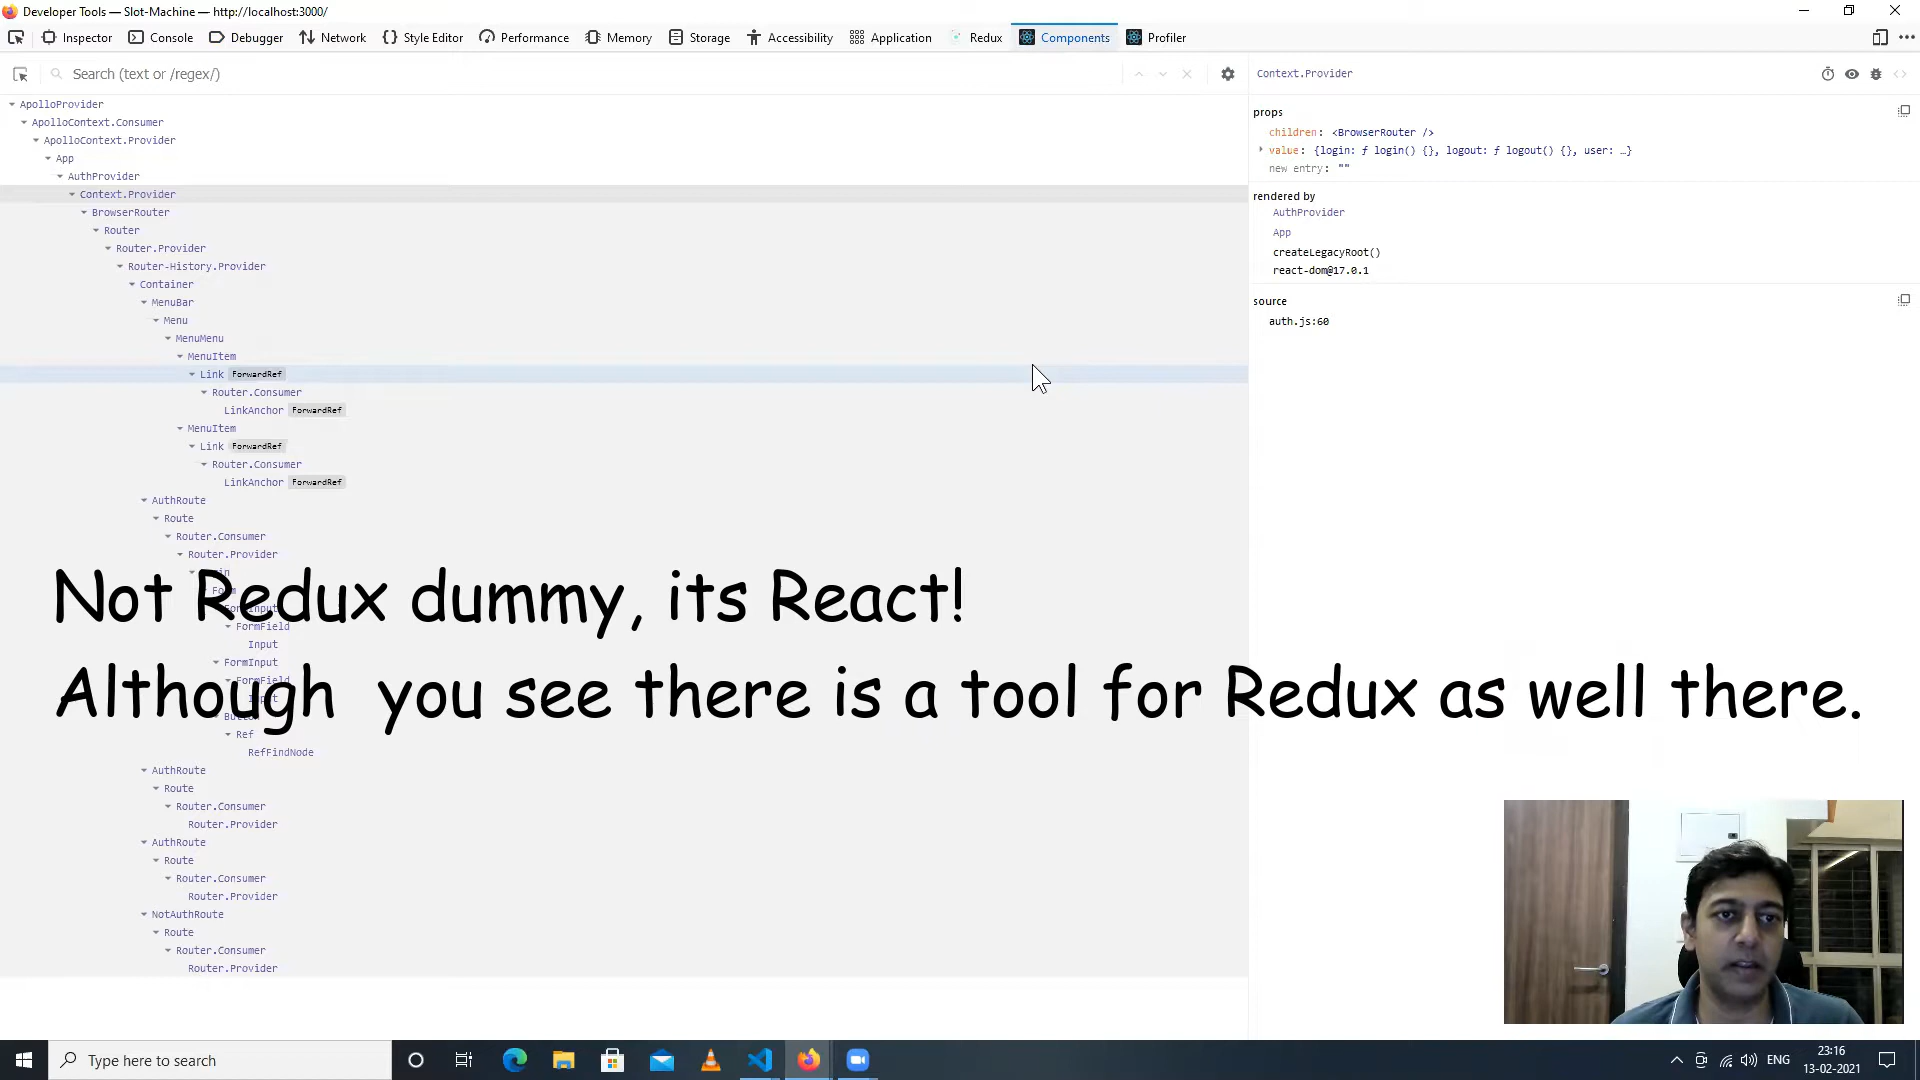 Developer Tools — Slot-Machine — http://localhost:3000/
Inspector Console Debugger Network Style Editor Performance Memory Storage Accessibility Application Redux Components Profiler
Search (text or /regex/)
ApolloProvider
ApolloContext.Consumer
ApolloContext.Provider
App
AuthProvider
Context.Provider
BrowserRouter
Router
Router.Provider
Router-History.Provider
Container
MenuBar
Menu
MenuMenu
MenuItem
Link ForwardRef
Router.Consumer
LinkAnchor ForwardRef
MenuItem
Link ForwardRef
Router.Consumer
LinkAnchor ForwardRef
AuthRoute
Route
Router.Consumer
Router.Provider
Not Redux dummy, its React!
FormField
Input
FormInput
Although you see there is a tool for Redux as well there.
FormField
Ref
RefFindNode
AuthRoute
Route
Router.Consumer
Router.Provider
AuthRoute
Route
Router.Consumer
Router.Provider
NotAuthRoute
Route
Router.Consumer
Router.Provider
Context.Provider
props
children: <BrowserRouter />
value: {login: ƒ login() {}, logout: ƒ logout() {}, user: …}
new entry: ""
rendered by
AuthProvider
App
createLegacyRoot()
react-dom@17.0.1
source
auth.js:60
Type here to search
ENG
23:16
13-02-2021